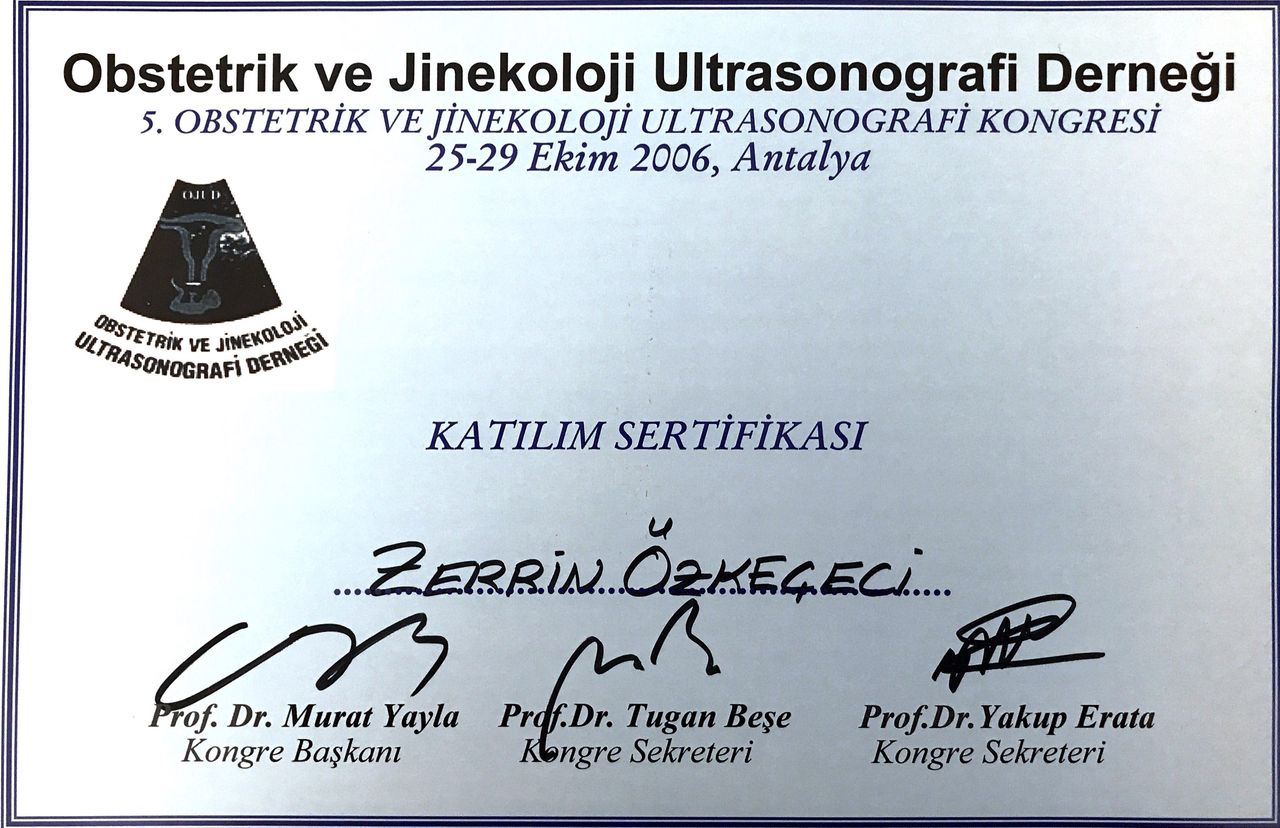 Obstetrik ve Jinekoloji Ultrasonografi Derneği
5. OBSTETRİK VE JİNEKOLOJİ ULTRASONOGRAFİ KONGRESİ
25-29 Ekim 2006, Antalya
OJUD
OBSTETRİK VE JİNEKOLOJİ
ULTRASONOGRAFİ DERNEĞİ
KATILIM SERTİFİKASI
ZERRİN ÖZKEÇECİ
Prof. Dr. Murat Yayla Prof.Dr. Tugan Beşe Prof.Dr.Yakup Erata
Kongre Başkanı Kongre Sekreteri Kongre Sekreteri